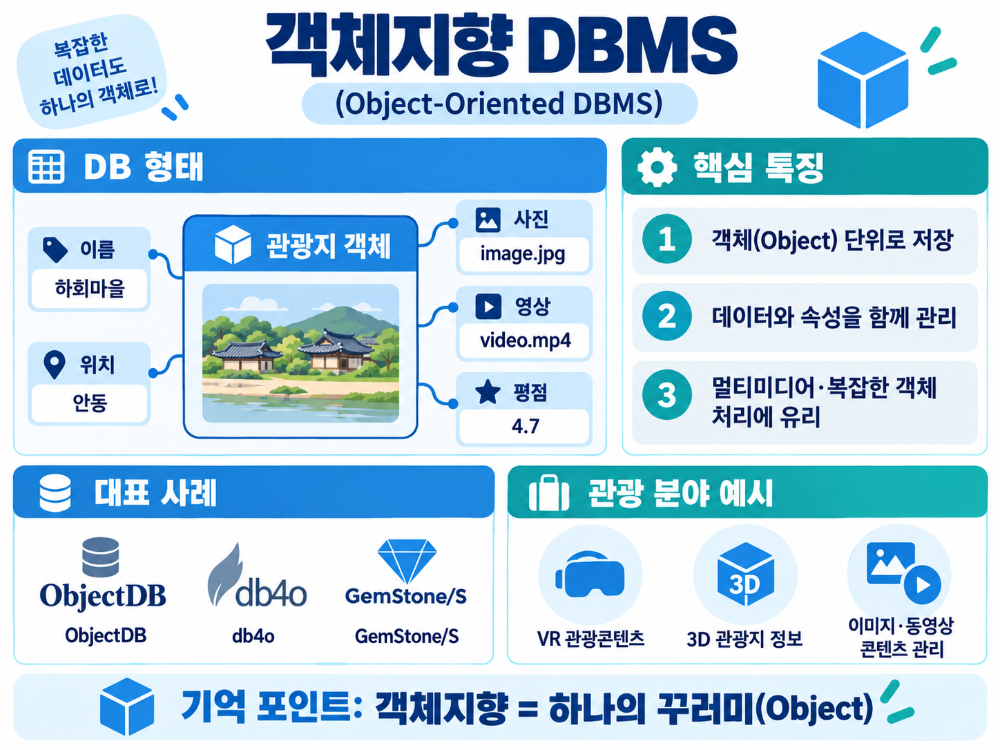 복잡한
데이터도
하나의 객체로!
객체지향 DBMS
(Object-Oriented DBMS)
DB 형태
이름
하회마을
위치
안동
관광지 객체
사진
image.jpg
영상
video.mp4
평점
4.7
핵심 특징
1
객체(Object) 단위로 저장
2
데이터와 속성을 함께 관리
3
멀티미디어·복잡한 객체
처리에 유리
대표 사례
ObjectDB
ObjectDB
db4o
db4o
GemStone/S
GemStone/S
관광 분야 예시
VR 관광콘텐츠
3D
3D 관광지 정보
이미지·동영상
콘텐츠 관리
기억 포인트: 객체지향 = 하나의 꾸러미(Object)